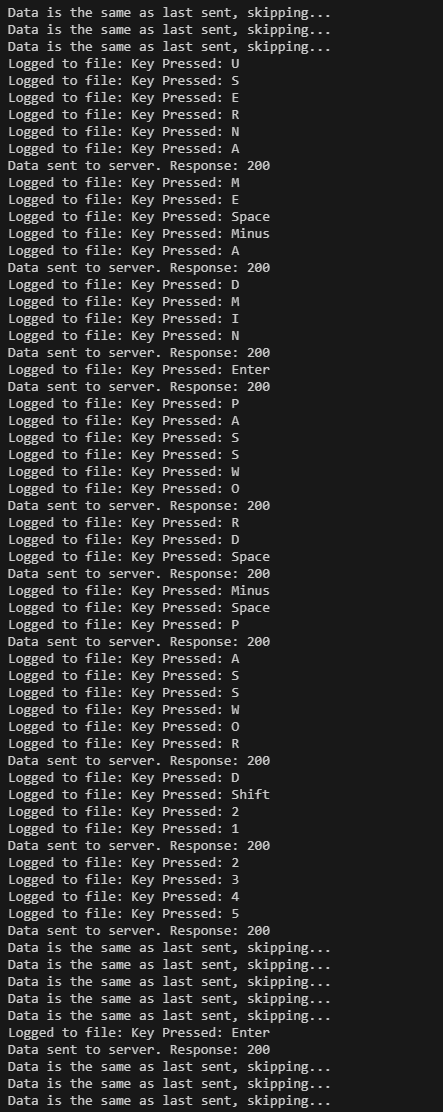 Data is the same as last sent, skipping...
Data is the same as last sent, skipping...
Data is the same as last sent, skipping...
Logged to file: Key Pressed: U
Logged to file: Key Pressed: S
Logged to file: Key Pressed: E
Logged to file: Key Pressed: R
Logged to file: Key Pressed: N
Logged to file: Key Pressed: A
Data sent to server. Response: 200
Logged to file: Key Pressed: M
Logged to file: Key Pressed: E
Logged to file: Key Pressed: Space
Logged to file: Key Pressed: Minus
Logged to file: Key Pressed: A
Data sent to server. Response: 200
Logged to file: Key Pressed: D
Logged to file: Key Pressed: M
Logged to file: Key Pressed: I
Logged to file: Key Pressed: N
Data sent to server. Response: 200
Logged to file: Key Pressed: Enter
Data sent to server. Response: 200
Logged to file: Key Pressed: P
Logged to file: Key Pressed: A
Logged to file: Key Pressed: S
Logged to file: Key Pressed: S
Logged to file: Key Pressed: W
Logged to file: Key Pressed: O
Data sent to server. Response: 200
Logged to file: Key Pressed: R
Logged to file: Key Pressed: D
Logged to file: Key Pressed: Space
Data sent to server. Response: 200
Logged to file: Key Pressed: Minus
Logged to file: Key Pressed: Space
Logged to file: Key Pressed: P
Data sent to server. Response: 200
Logged to file: Key Pressed: A
Logged to file: Key Pressed: S
Logged to file: Key Pressed: S
Logged to file: Key Pressed: W
Logged to file: Key Pressed: O
Logged to file: Key Pressed: R
Data sent to server. Response: 200
Logged to file: Key Pressed: D
Logged to file: Key Pressed: Shift
Logged to file: Key Pressed: 2
Logged to file: Key Pressed: 1
Data sent to server. Response: 200
Logged to file: Key Pressed: 2
Logged to file: Key Pressed: 3
Logged to file: Key Pressed: 4
Logged to file: Key Pressed: 5
Data sent to server. Response: 200
Data is the same as last sent, skipping...
Data is the same as last sent, skipping...
Data is the same as last sent, skipping...
Data is the same as last sent, skipping...
Data is the same as last sent, skipping...
Logged to file: Key Pressed: Enter
Data sent to server. Response: 200
Data is the same as last sent, skipping...
Data is the same as last sent, skipping...
Data is the same as last sent, skipping...